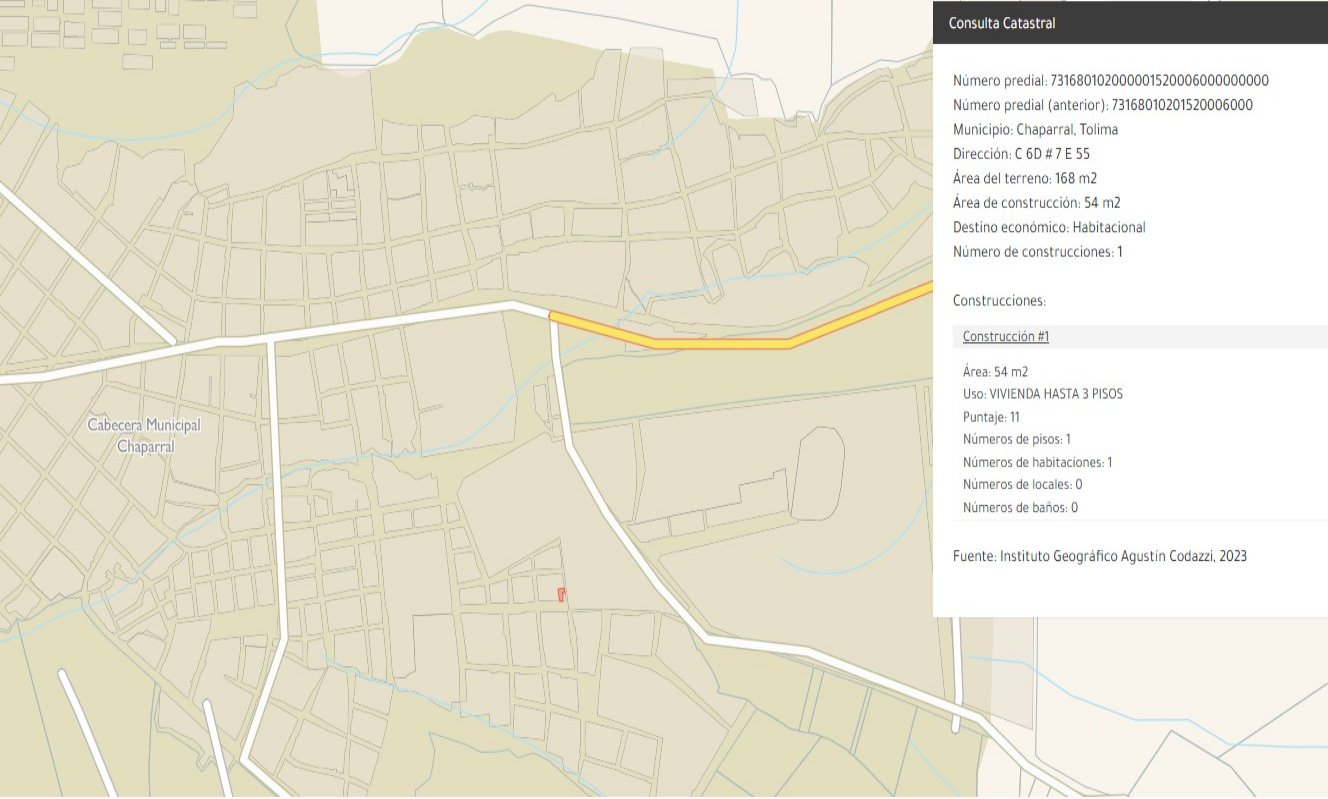 Consulta Catastral
Número predial: 731680102000001520006000000000
Número predial (anterior): 73168010201520006000
Municipio: Chaparral, Tolima
Dirección: C 6D # 7 E 55
Área del terreno: 168 m2
Área de construcción: 54 m2
Destino económico: Habitacional
Número de construcciones: 1
Construcciones:
Construcción #1
Área: 54 m2
Uso: VIVIENDA HASTA 3 PISOS
Puntaje: 11
Números de pisos: 1
Números de habitaciones: 1
Números de locales: 0
Números de baños: 0
Fuente: Instituto Geográfico Agustín Codazzi, 2023
Cabecera Municipal
Chaparral